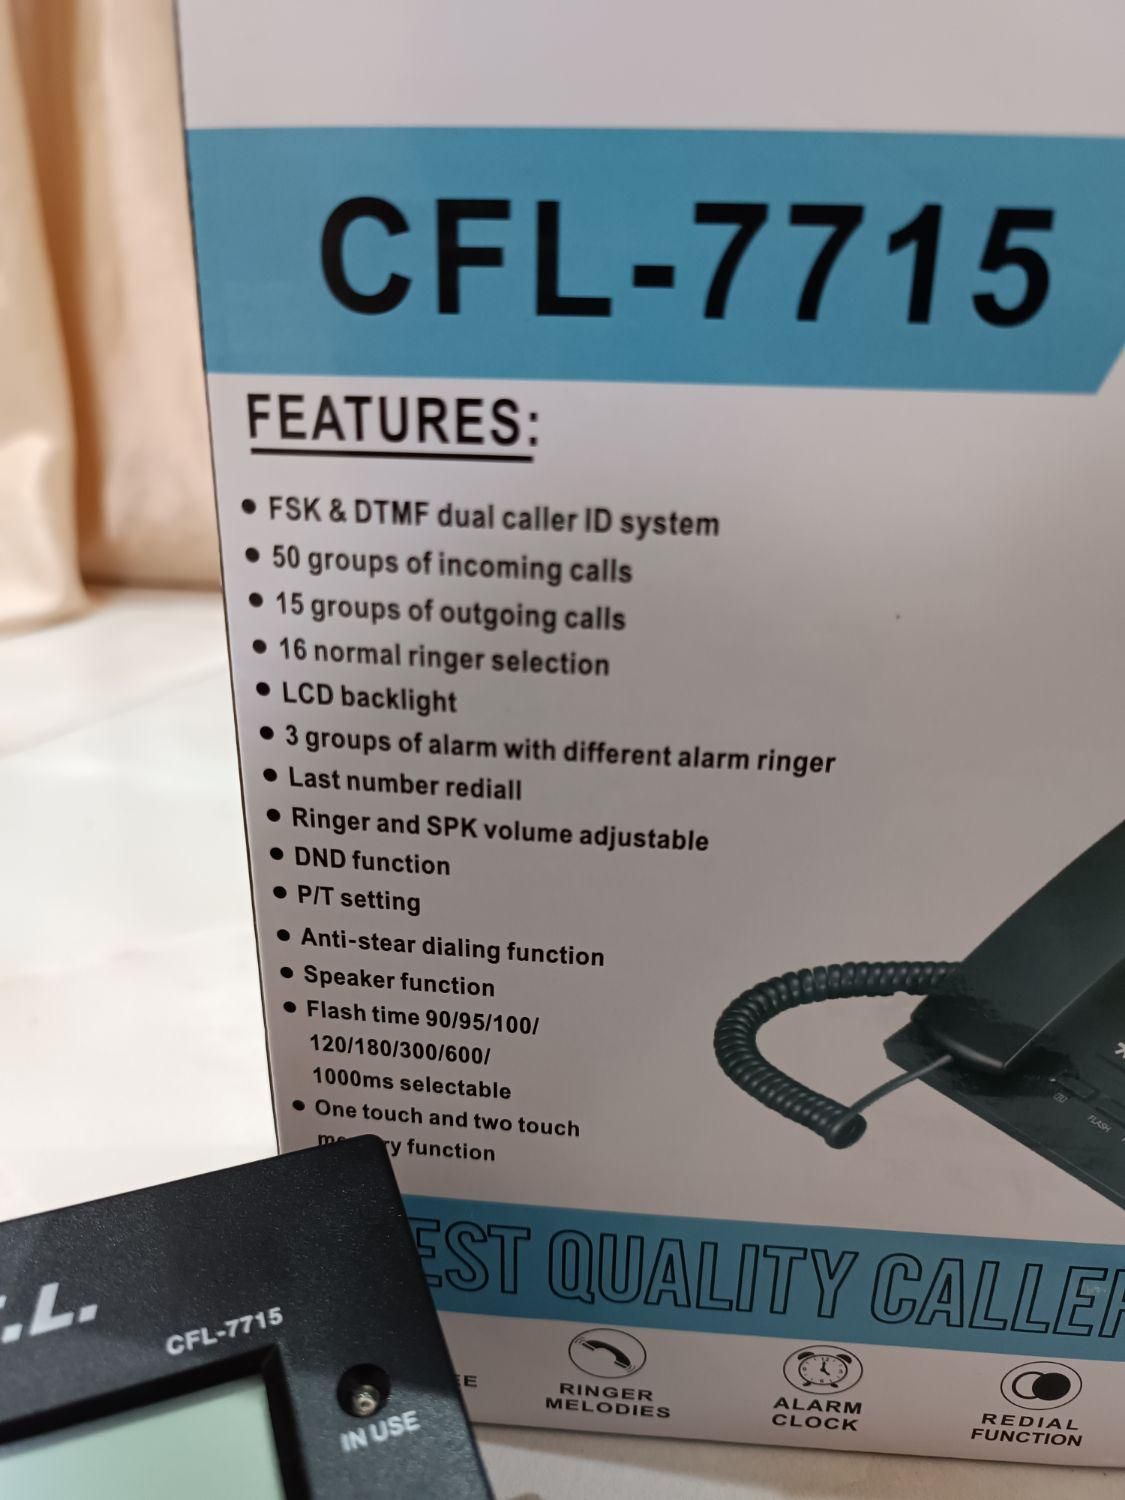 CFL-7715
FEATURES:
• FSK & DTMF dual caller ID system
• 50 groups of incoming calls
• 15 groups of outgoing calls
• 16 normal ringer selection
• LCD backlight
• 3 groups of alarm with different alarm ringer
• Last number rediall
• Ringer and SPK volume adjustable
• DND function
• P/T setting
• Anti-stear dialing function
• Speaker function
• Flash time 90/95/100/
120/180/300/600/
1000ms selectable
• One touch and two touch
function
FLASH
QUALITY
RINGER
MELODIES
ALARM
CLOCK
REDIAL
FUNCTION
.L.
CFL-7715
IN USE